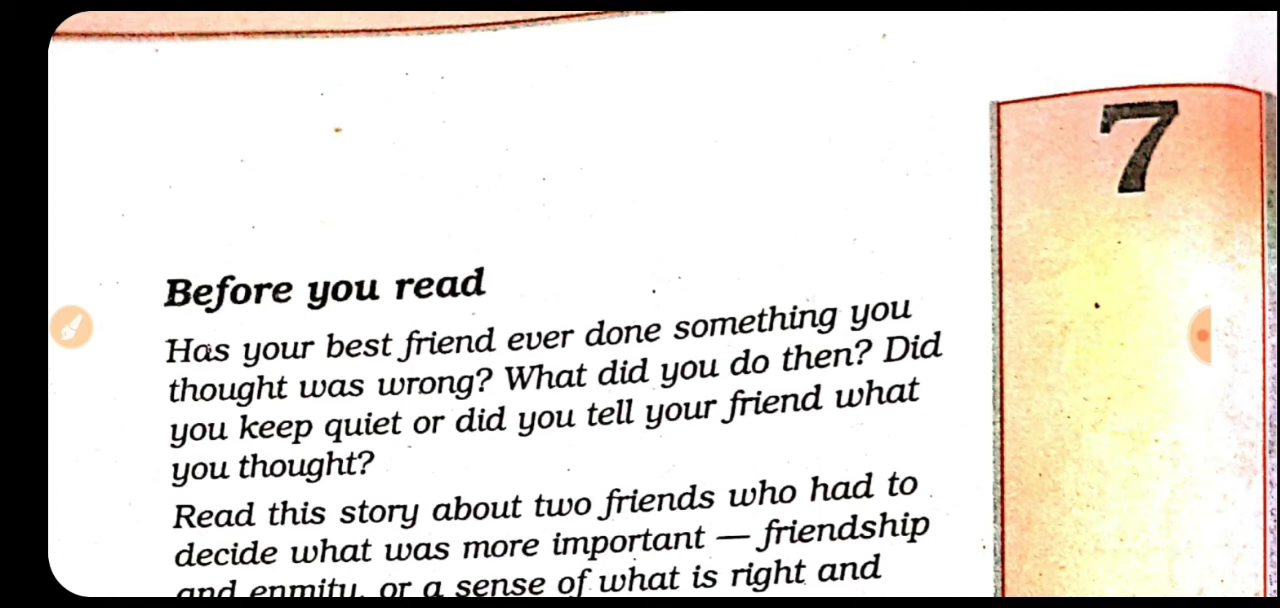 7
Before you read
Has your best friend ever done something you
thought was wrong? What did you do then? Did
you keep quiet or did you tell your friend what
you thought?
Read this story about two friends who had to
decide what was more important — friendship
and enmity, or a sense of what is right and